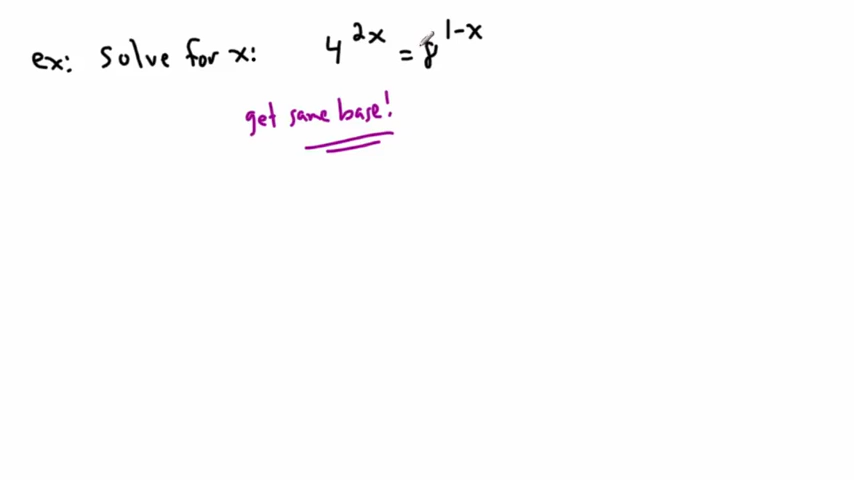 ex: Solve for x: 4^{2x} = 8^{1-x}
get same base!